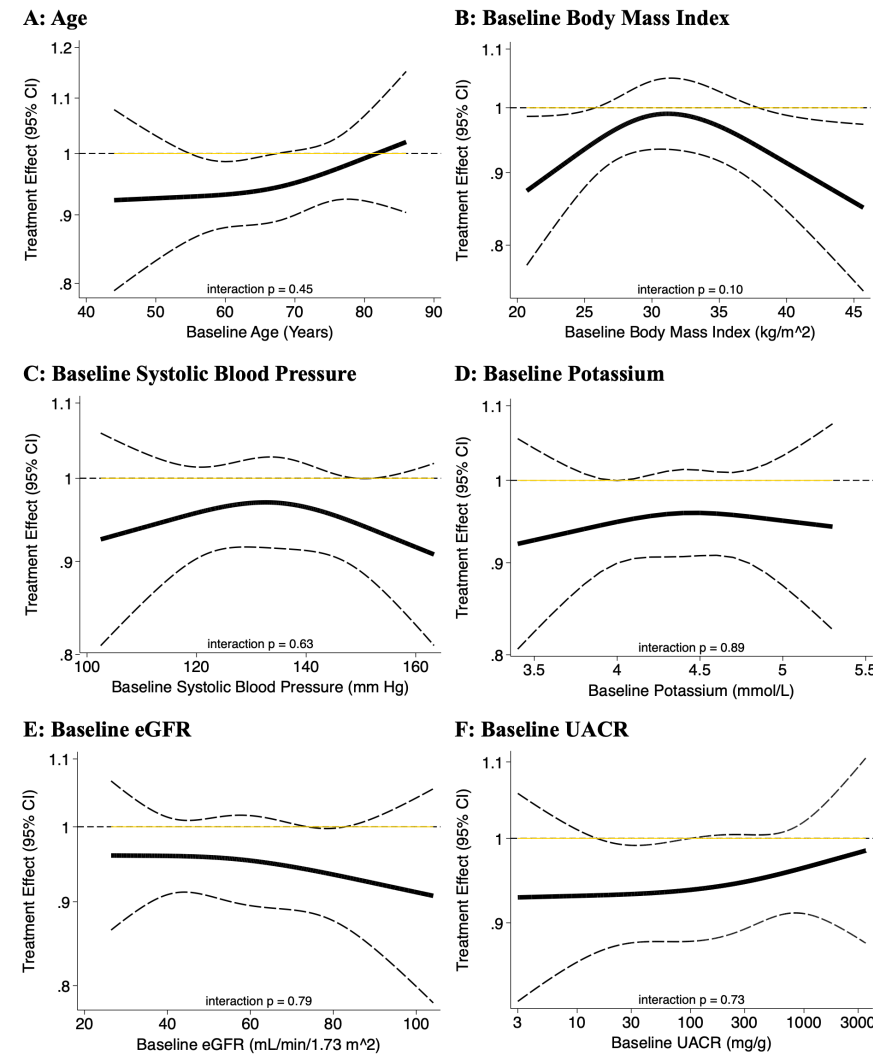 A: Age
Treatment Effect (95% CI)
1.2
1.1
1
.9
.8
interaction p = 0.45
40 50 60 70 80 90
Baseline Age (Years)
B: Baseline Body Mass Index
Treatment Effect (95% CI)
1.1
1
.9
.8
interaction p = 0.10
20 25 30 35 40 45
Baseline Body Mass Index (kg/m^2)
C: Baseline Systolic Blood Pressure
Treatment Effect (95% CI)
1.1
1
.9
.8
interaction p = 0.63
100 120 140 160
Baseline Systolic Blood Pressure (mm Hg)
D: Baseline Potassium
Treatment Effect (95% CI)
1.1
1
.9
.8
interaction p = 0.89
3.5 4 4.5 5 5.5
Baseline Potassium (mmol/L)
E: Baseline eGFR
Treatment Effect (95% CI)
1.1
1
.9
.8
interaction p = 0.79
20 40 60 80 100
Baseline eGFR (mL/min/1.73 m^2)
F: Baseline UACR
Treatment Effect (95% CI)
1.1
1
.9
interaction p = 0.73
3 10 30 100 300 1000 3000
Baseline UACR (mg/g)